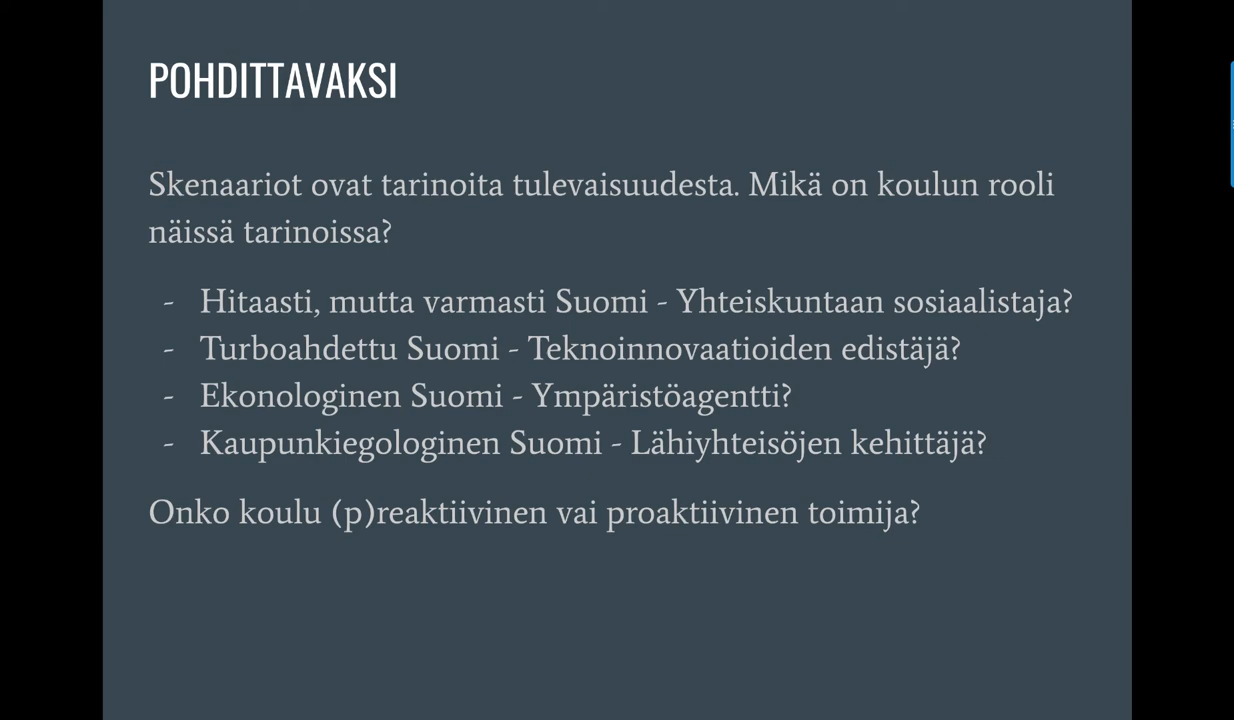 POHDITTAVAKSI
Skenaariot ovat tarinoita tulevaisuudesta. Mikä on koulun rooli
näissä tarinoissa?
- Hitaasti, mutta varmasti Suomi - Yhteiskuntaan sosiaalistaja?
- Turboahdettu Suomi - Teknoinnovaatioiden edistäjä?
- Ekonologinen Suomi - Ympäristöagentti?
- Kaupunkiegologinen Suomi - Lähiyhteisöjen kehittäjä?
Onko koulu (p)reaktiivinen vai proaktiivinen toimija?